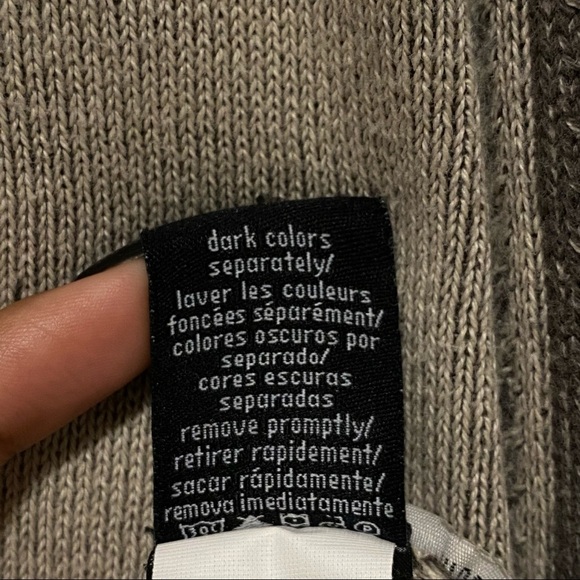 dark colors
separately/
laver les couleurs
foncées séparément/
colores oscuros por
separado/
cores escuras
separadas
remove promptly/
retirer rapidement/
sacar rápidamente/
remova imediatamente